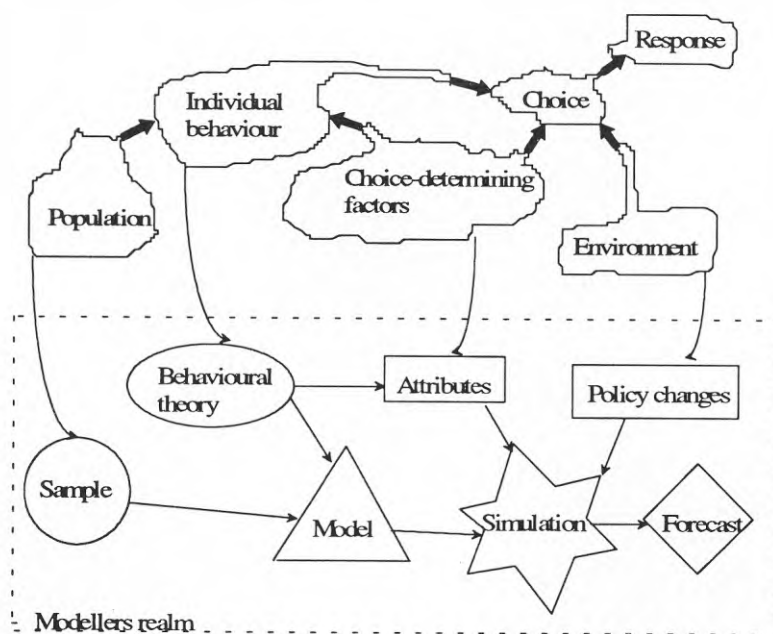 Response
Individual
behaviour
Choice
Choice-determining
factors
Population
Environment
Behavioural
theory
Attributes
Policy changes
Sample
Model
Simulation
Forecast
Modellers realm